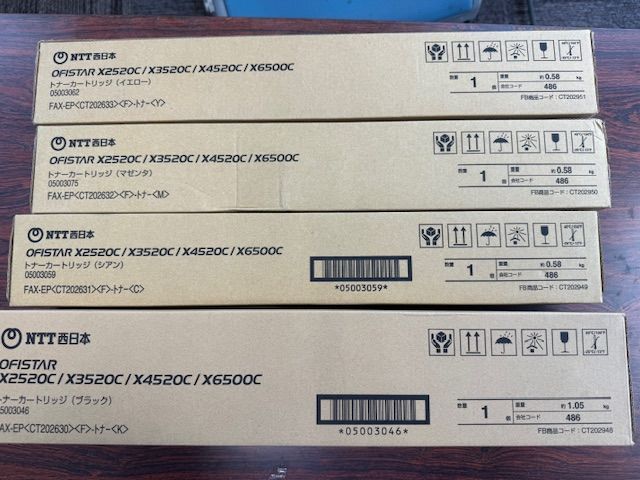 NTT西日本
OFISTAR X2520C/X3520C/X4520C/X6500C
トナーカートリッジ（イエロー）
05003062
FAX-EP<CT202633><F>-トナ-<Y>
数量 1 個
重量 約0.58 kg
会社コード 486
FB商品コード：CT202951
NTT西日本
OFISTAR X2520C/X3520C/X4520C/X6500C
トナーカートリッジ（マゼンタ）
05003075
FAX-EP<CT202632><F>-トナ-<M>
数量 1 個
重量 約0.58 kg
会社コード 486
FB商品コード：CT202950
NTT西日本
OFISTAR X2520C/X3520C/X4520C/X6500C
トナーカートリッジ（シアン）
05003059
FAX-EP<CT202631><F>-トナ-<C>
*05003059*
数量 1 個
重量 約0.58 kg
会社コード 486
FB商品コード：CT202949
NTT西日本
OFISTAR
X2520C/X3520C/X4520C/X6500C
ナーカートリッジ（ブラック）
5003046
AX-EP<CT202630><F>-トナ-<K>
*05003046*
数量 1 個
重量 約1.05 kg
会社コード 486
FB商品コード：CT202948